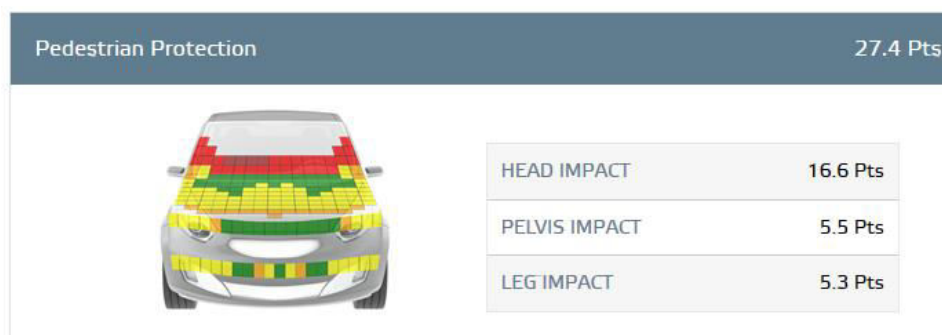 Pedestrian Protection 27.4 Pts
HEAD IMPACT 16.6 Pts
PELVIS IMPACT 5.5 Pts
LEG IMPACT 5.3 Pts